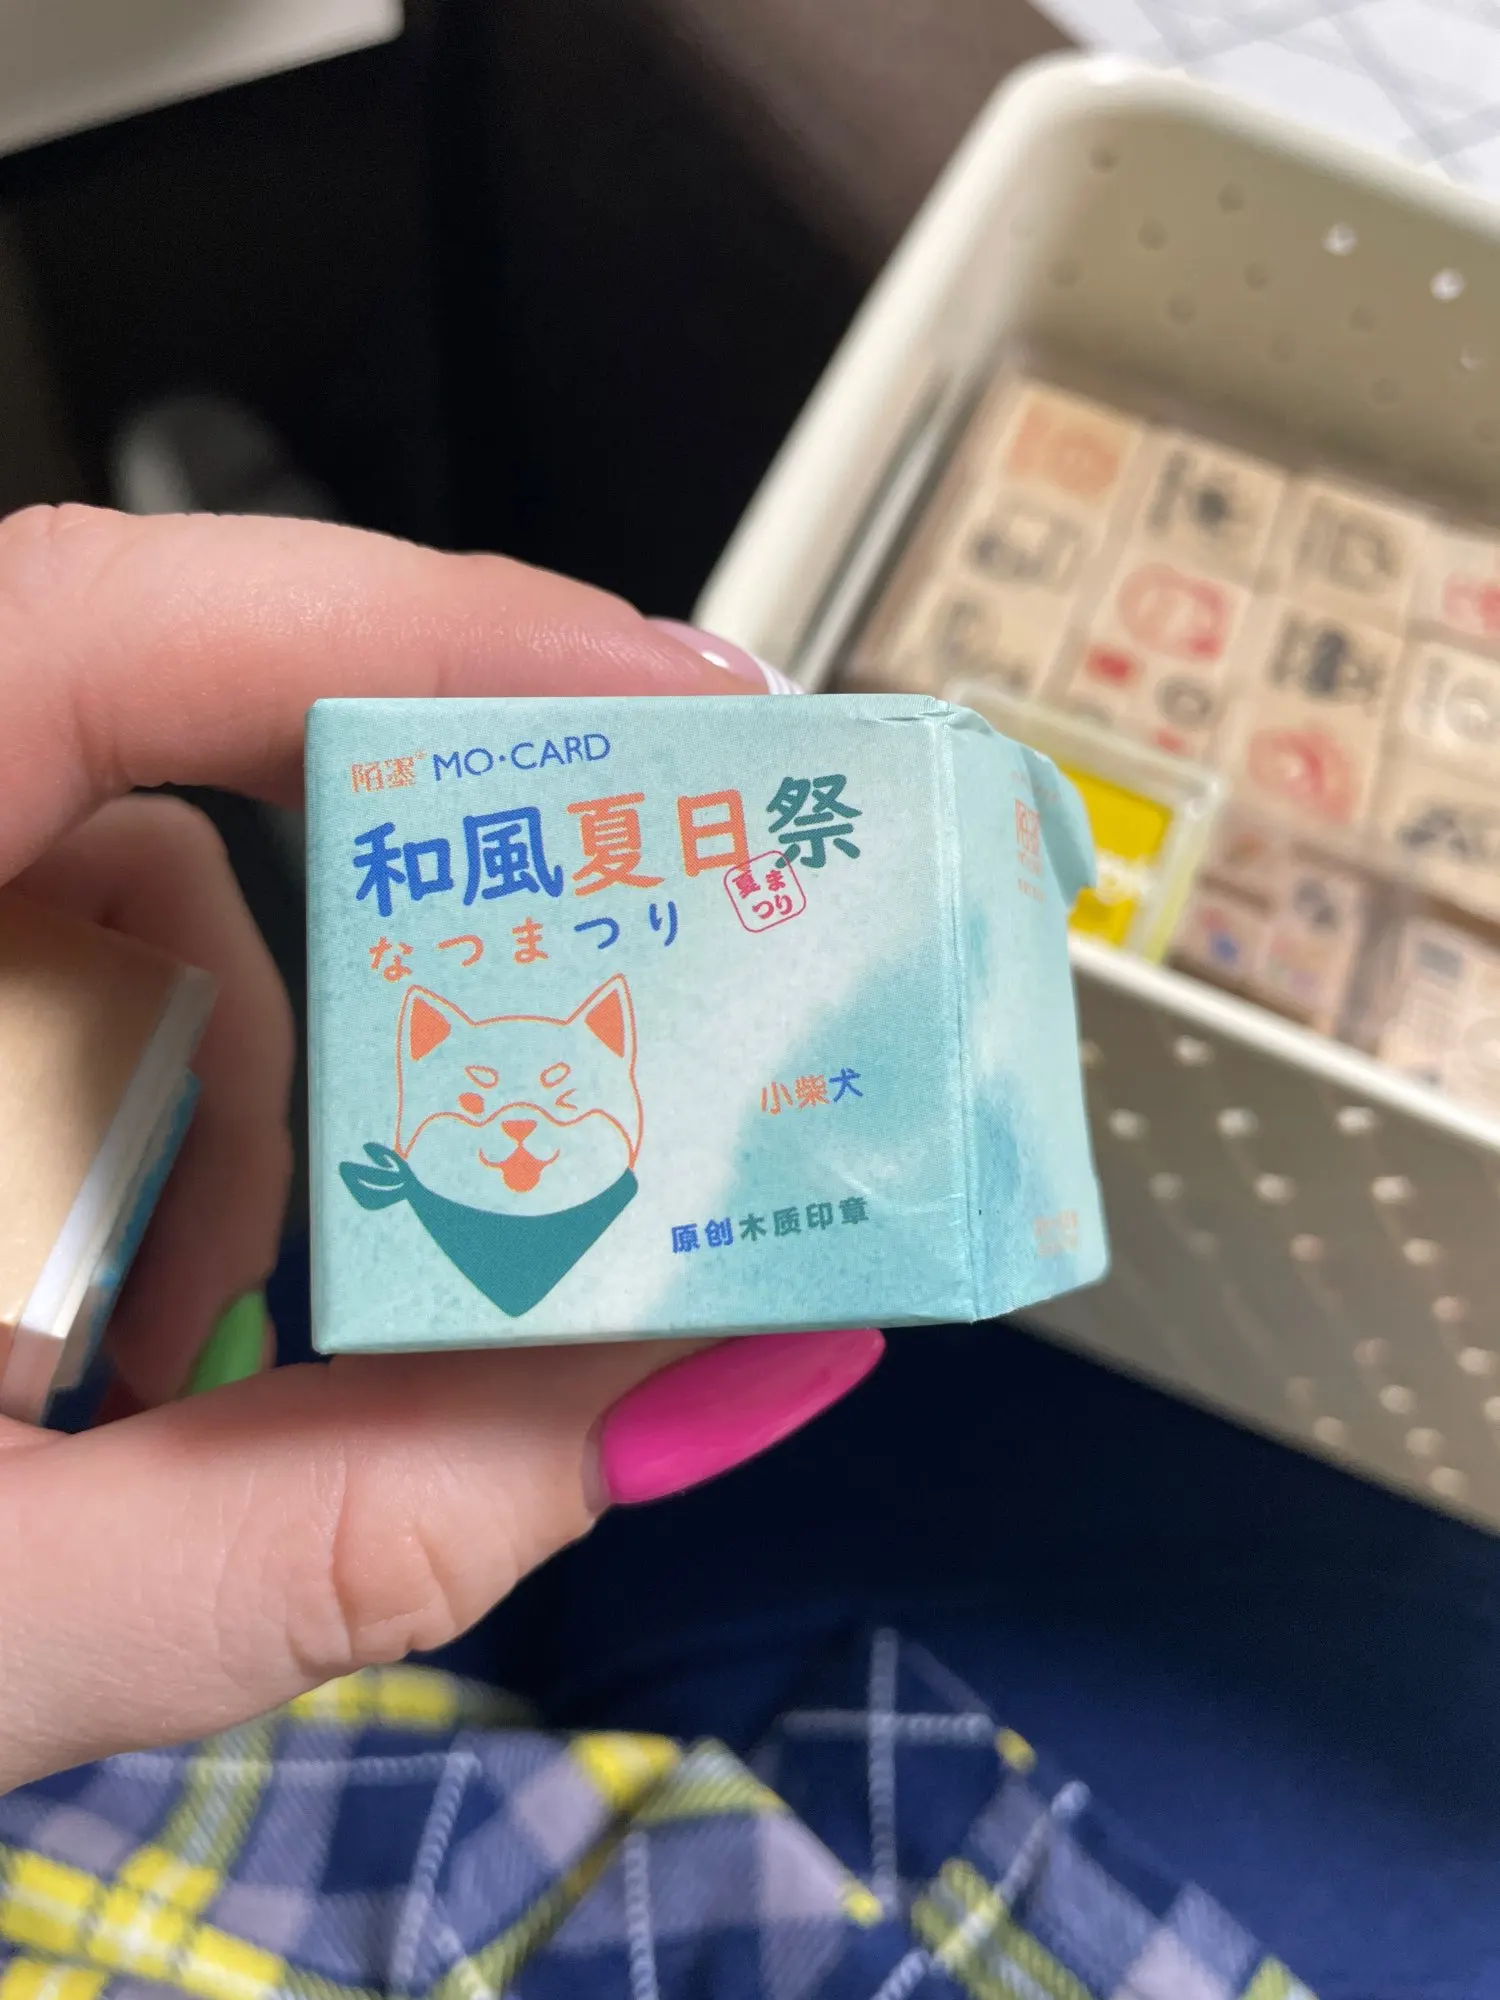 陌墨® MO·CARD
和風夏日祭
なつまつり
夏まつり
小柴犬
原创木质印章